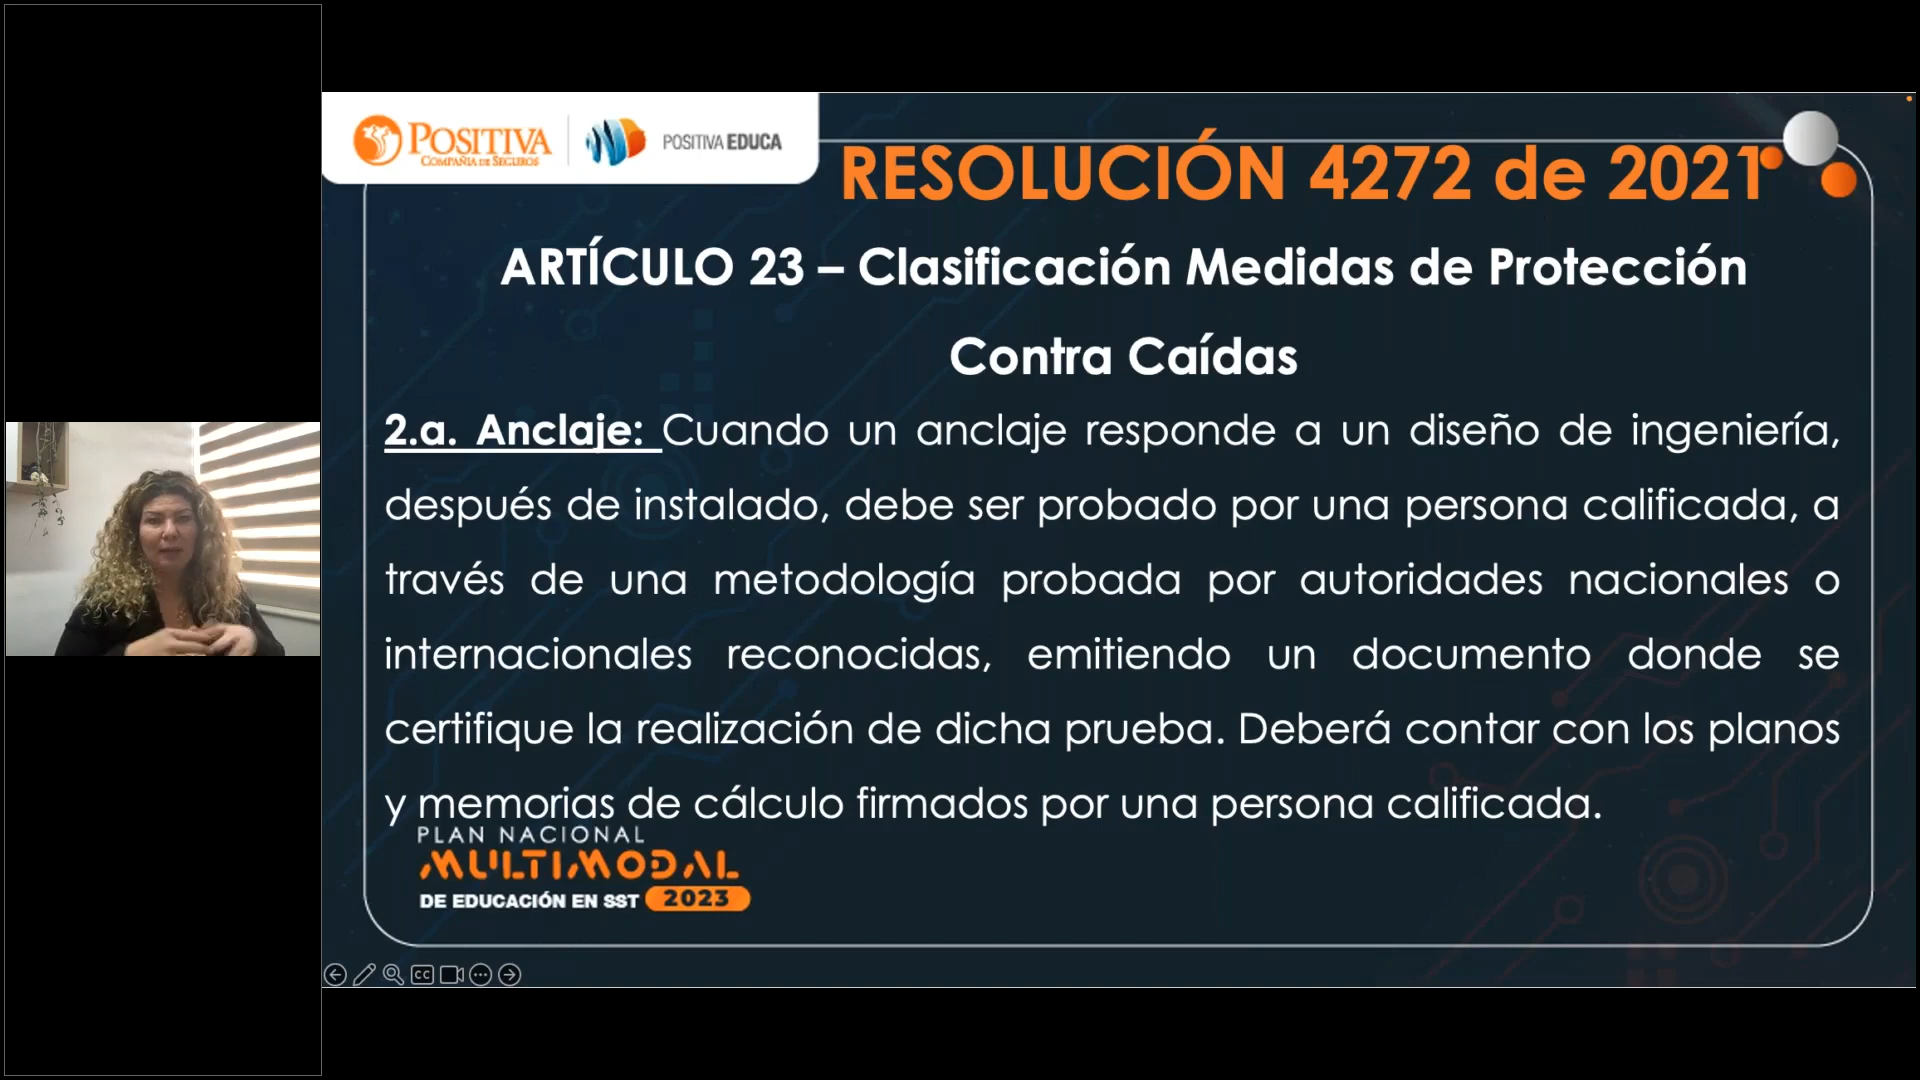 POSITIVA
COMPAÑÍA DE SEGUROS
POSITIVA EDUCA
RESOLUCIÓN 4272 de 2021
ARTÍCULO 23 – Clasificación Medidas de Protección
Contra Caídas
2.a. Anclaje: Cuando un anclaje responde a un diseño de ingeniería,
después de instalado, debe ser probado por una persona calificada, a
través de una metodología probada por autoridades nacionales o
internacionales reconocidas, emitiendo un documento donde se
certifique la realización de dicha prueba. Deberá contar con los planos
y memorias de cálculo firmados por una persona calificada.
PLAN NACIONAL
MULTIMODAL
DE EDUCACIÓN EN SST 2023
CC